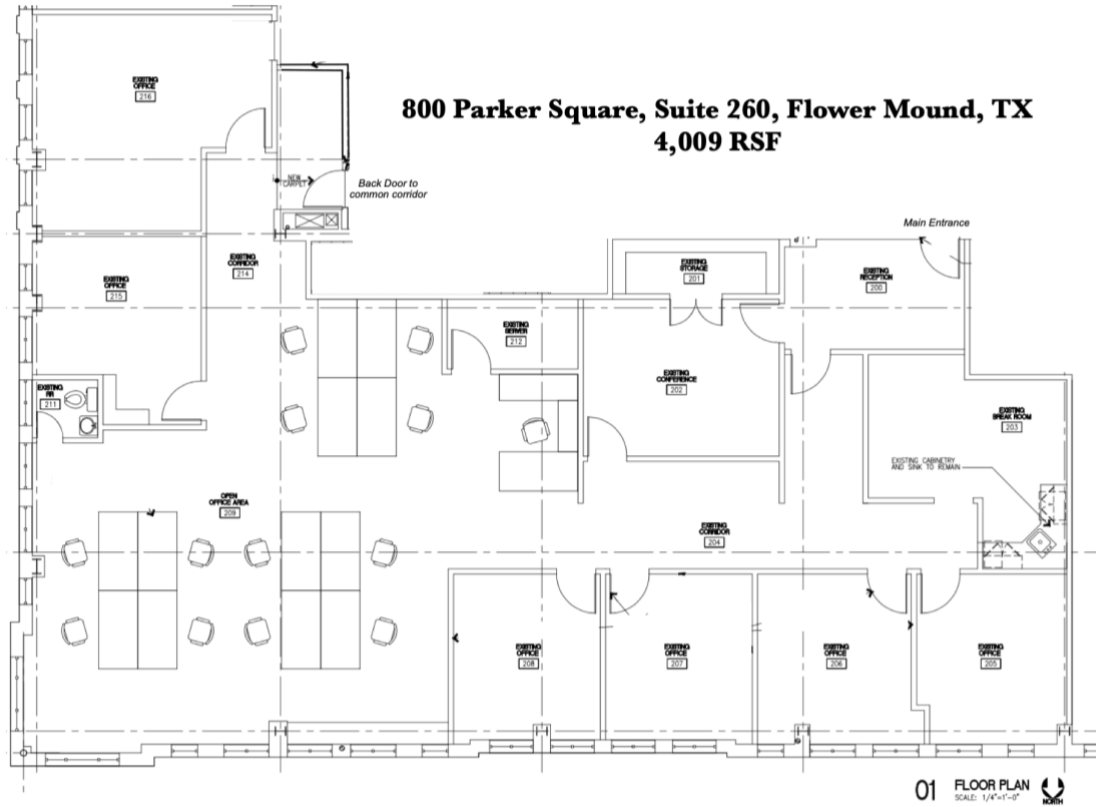 800 Parker Square, Suite 260, Flower Mound, TX
4,009 RSF
EXISTING
OFFICE
216
NEW
CARPET
Back Door to
common corridor
Main Entrance
EXISTING
CORRIDOR
214
EXISTING
STORAGE
201
EXISTING
RECEPTION
200
EXISTING
OFFICE
215
EXISTING
SERVER
212
EXISTING
CONFERENCE
202
EXISTING
RR
211
EXISTING
BREAK ROOM
203
EXISTING CABINETRY
AND SINK TO REMAIN
OPEN
OFFICE AREA
209
EXISTING
CORRIDOR
204
EXISTING
OFFICE
208
EXISTING
OFFICE
207
EXISTING
OFFICE
206
EXISTING
OFFICE
205
01 FLOOR PLAN
SCALE: 1/4"=1'-0"
NORTH